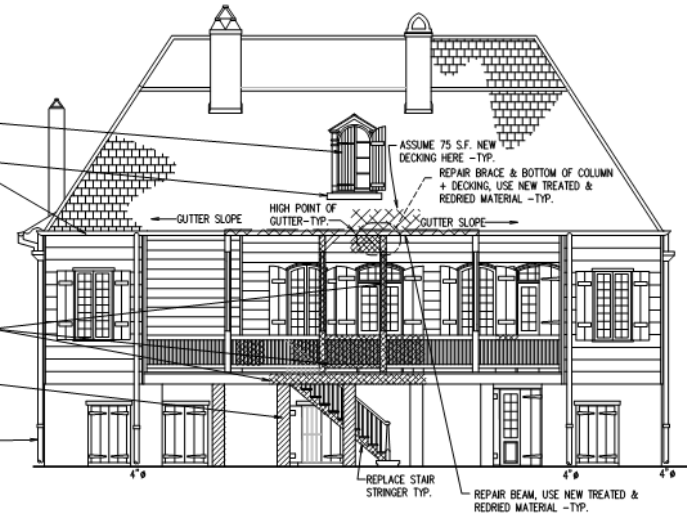 ASSUME 75 S.F. NEW
DECKING HERE -TYP.
REPAIR BRACE & BOTTOM OF COLUMN
+ DECKING, USE NEW TREATED &
REDRIED MATERIAL -TYP.
HIGH POINT OF
GUTTER-TYP.
GUTTER SLOPE
GUTTER SLOPE
4"ø
4"ø
4"ø
REPLACE STAIR
STRINGER TYP.
REPAIR BEAM, USE NEW TREATED &
REDRIED MATERIAL -TYP.